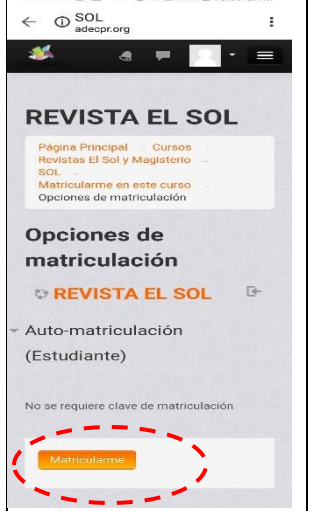 SOL
adecpr.org
REVISTA EL SOL
Página Principal Cursos
Revistas El Sol y Magisterio
SOL
Matricularme en este curso
Opciones de matriculación
Opciones de
matriculación
REVISTA EL SOL
Auto-matriculación
(Estudiante)
No se requiere clave de matriculación
Matricularme